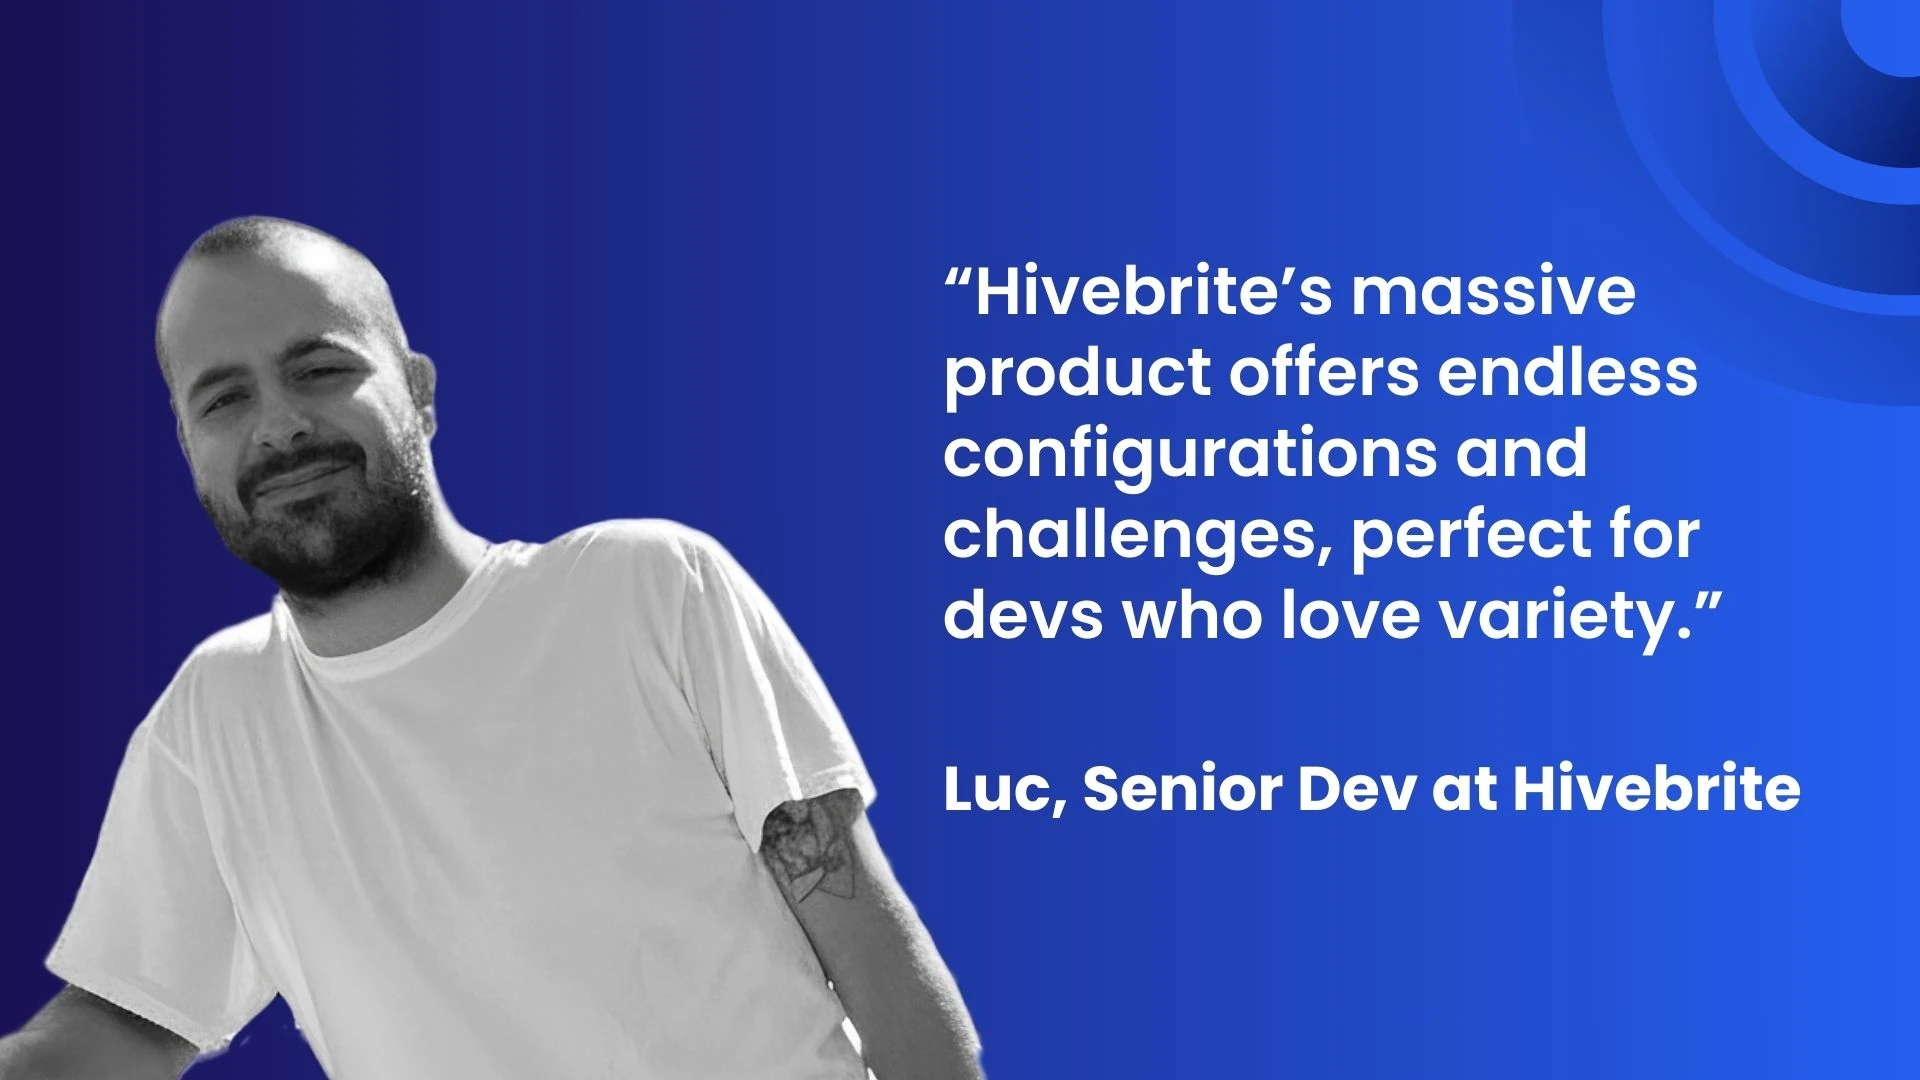 “Hivebrite’s massive
product offers endless
configurations and
challenges, perfect for
devs who love variety.”
Luc, Senior Dev at Hivebrite